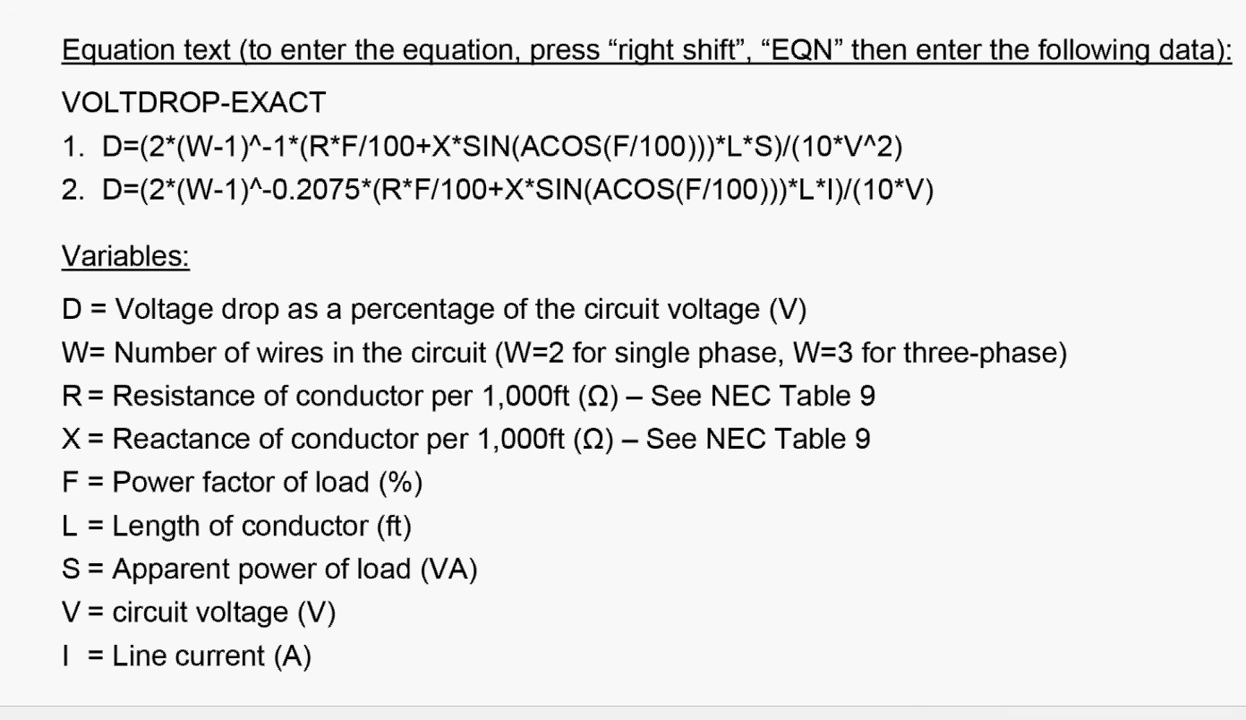 Equation text (to enter the equation, press “right shift”, “EQN” then enter the following data):
VOLTDROP-EXACT
1. D=(2*(W-1)^-1*(R*F/100+X*SIN(ACOS(F/100)))*L*S)/(10*V^2)
2. D=(2*(W-1)^-0.2075*(R*F/100+X*SIN(ACOS(F/100)))*L*I)/(10*V)
Variables:
D = Voltage drop as a percentage of the circuit voltage (V)
W= Number of wires in the circuit (W=2 for single phase, W=3 for three-phase)
R = Resistance of conductor per 1,000ft (Ω) – See NEC Table 9
X = Reactance of conductor per 1,000ft (Ω) – See NEC Table 9
F = Power factor of load (%)
L = Length of conductor (ft)
S = Apparent power of load (VA)
V = circuit voltage (V)
I = Line current (A)